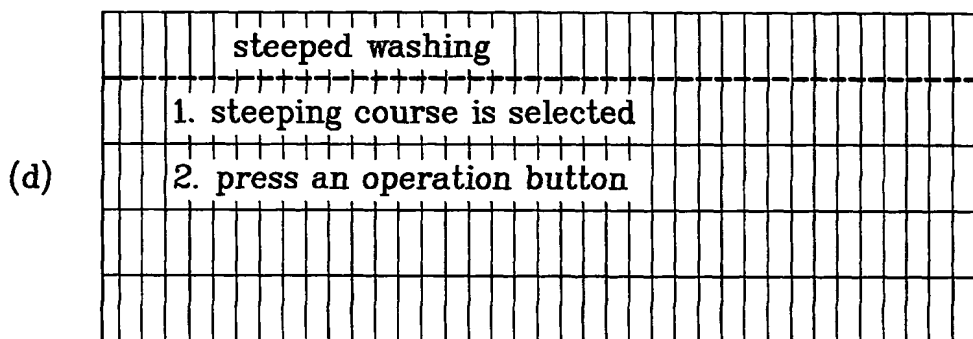 steeped washing
1. steeping course is selected
(d)
2. press an operation button